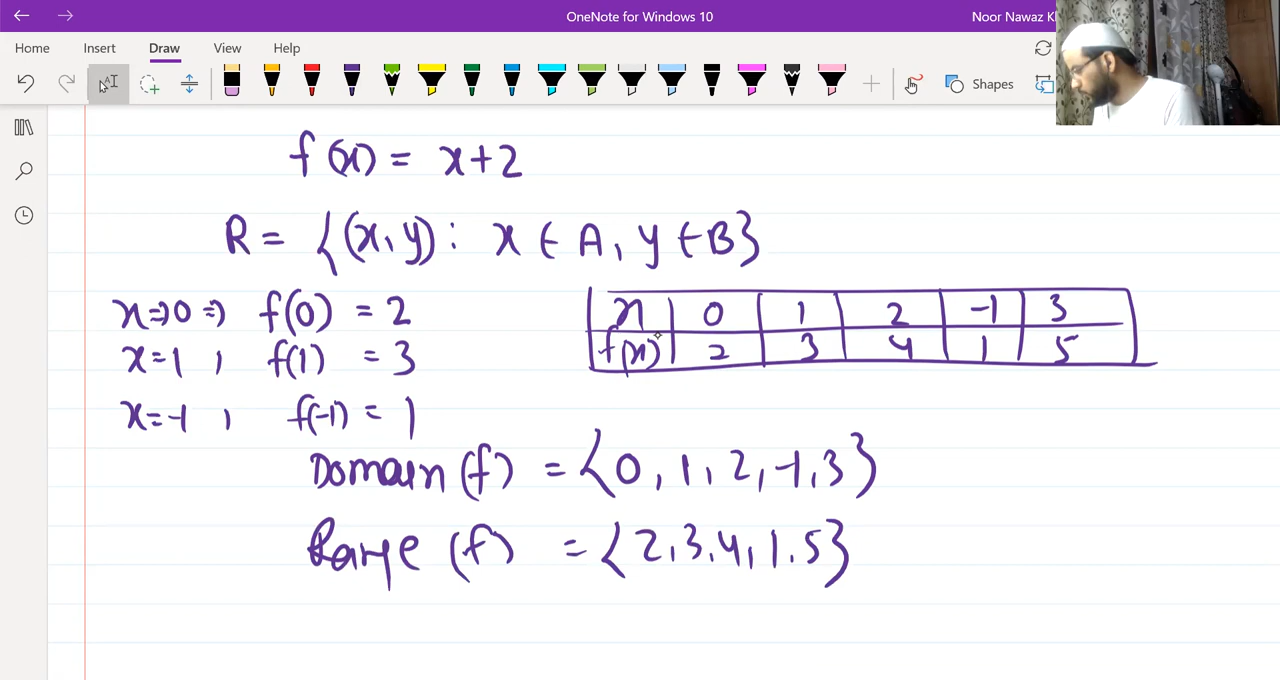 OneNote for Windows 10
Noor Nawaz
Home Insert Draw View Help
Shapes
f(x) = x+2
R = {(x,y): x ∈ A, y ∈ B}
x=>0 => f(0) = 2
x=1, f(1) = 3
x=-1, f(-1) = 1
x 0 1 2 -1 3
f(x) 2 3 4 1 5
Domain (f) = {0, 1, 2, -1, 3}
Range (f) = {2, 3, 4, 1, 5}